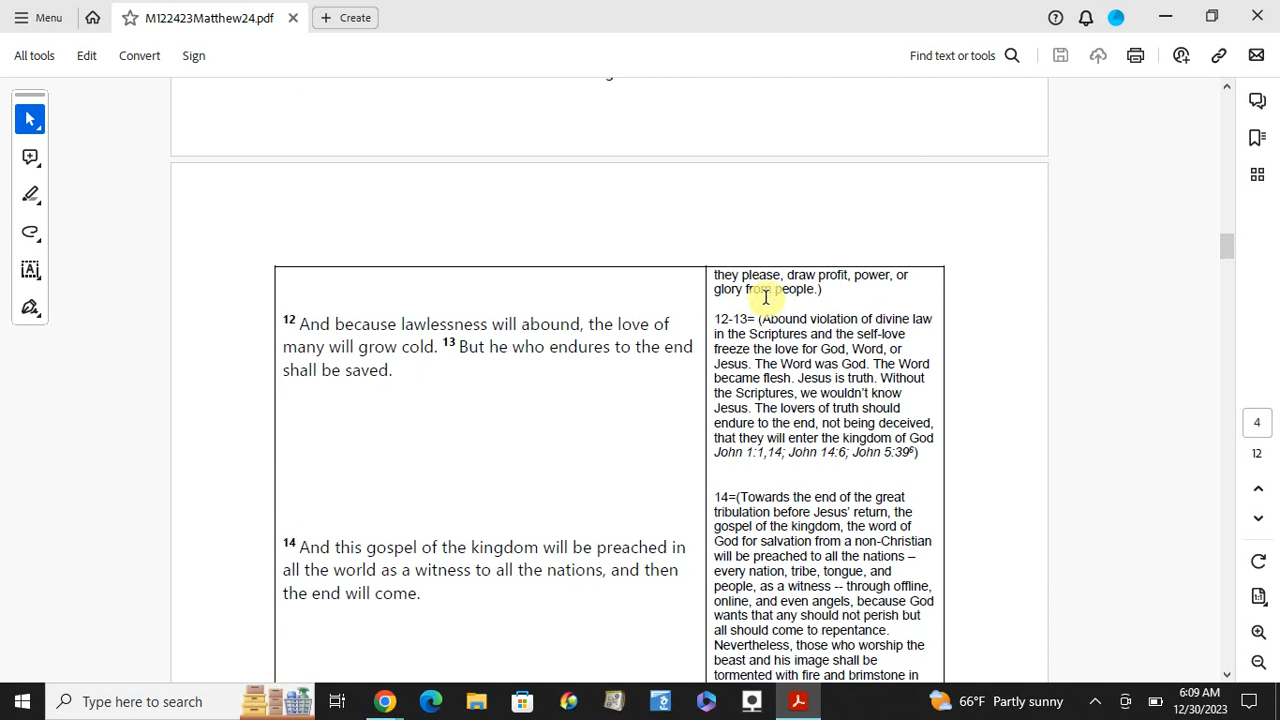 Menu
M122423Matthew24.pdf
Create
All tools
Edit
Convert
Sign
Find text or tools
they please, draw profit, power, or
glory from people.)
12 And because lawlessness will abound, the love of
many will grow cold. 13 But he who endures to the end
shall be saved.
12-13= (Abound violation of divine law
in the Scriptures and the self-love
freeze the love for God, Word, or
Jesus. The Word was God. The Word
became flesh. Jesus is truth. Without
the Scriptures, we wouldn't know
Jesus. The lovers of truth should
endure to the end, not being deceived,
that they will enter the kingdom of God
John 1:1,14; John 14:6; John 5:39⁶)
14 And this gospel of the kingdom will be preached in
all the world as a witness to all the nations, and then
the end will come.
14=(Towards the end of the great
tribulation before Jesus' return, the
gospel of the kingdom, the word of
God for salvation from a non-Christian
will be preached to all the nations –
every nation, tribe, tongue, and
people, as a witness -- through offline,
online, and even angels, because God
wants that any should not perish but
all should come to repentance.
Nevertheless, those who worship the
beast and his image shall be
tormented with fire and brimstone in
4
12
Type here to search
66°F Partly sunny
6:09 AM
12/30/2023